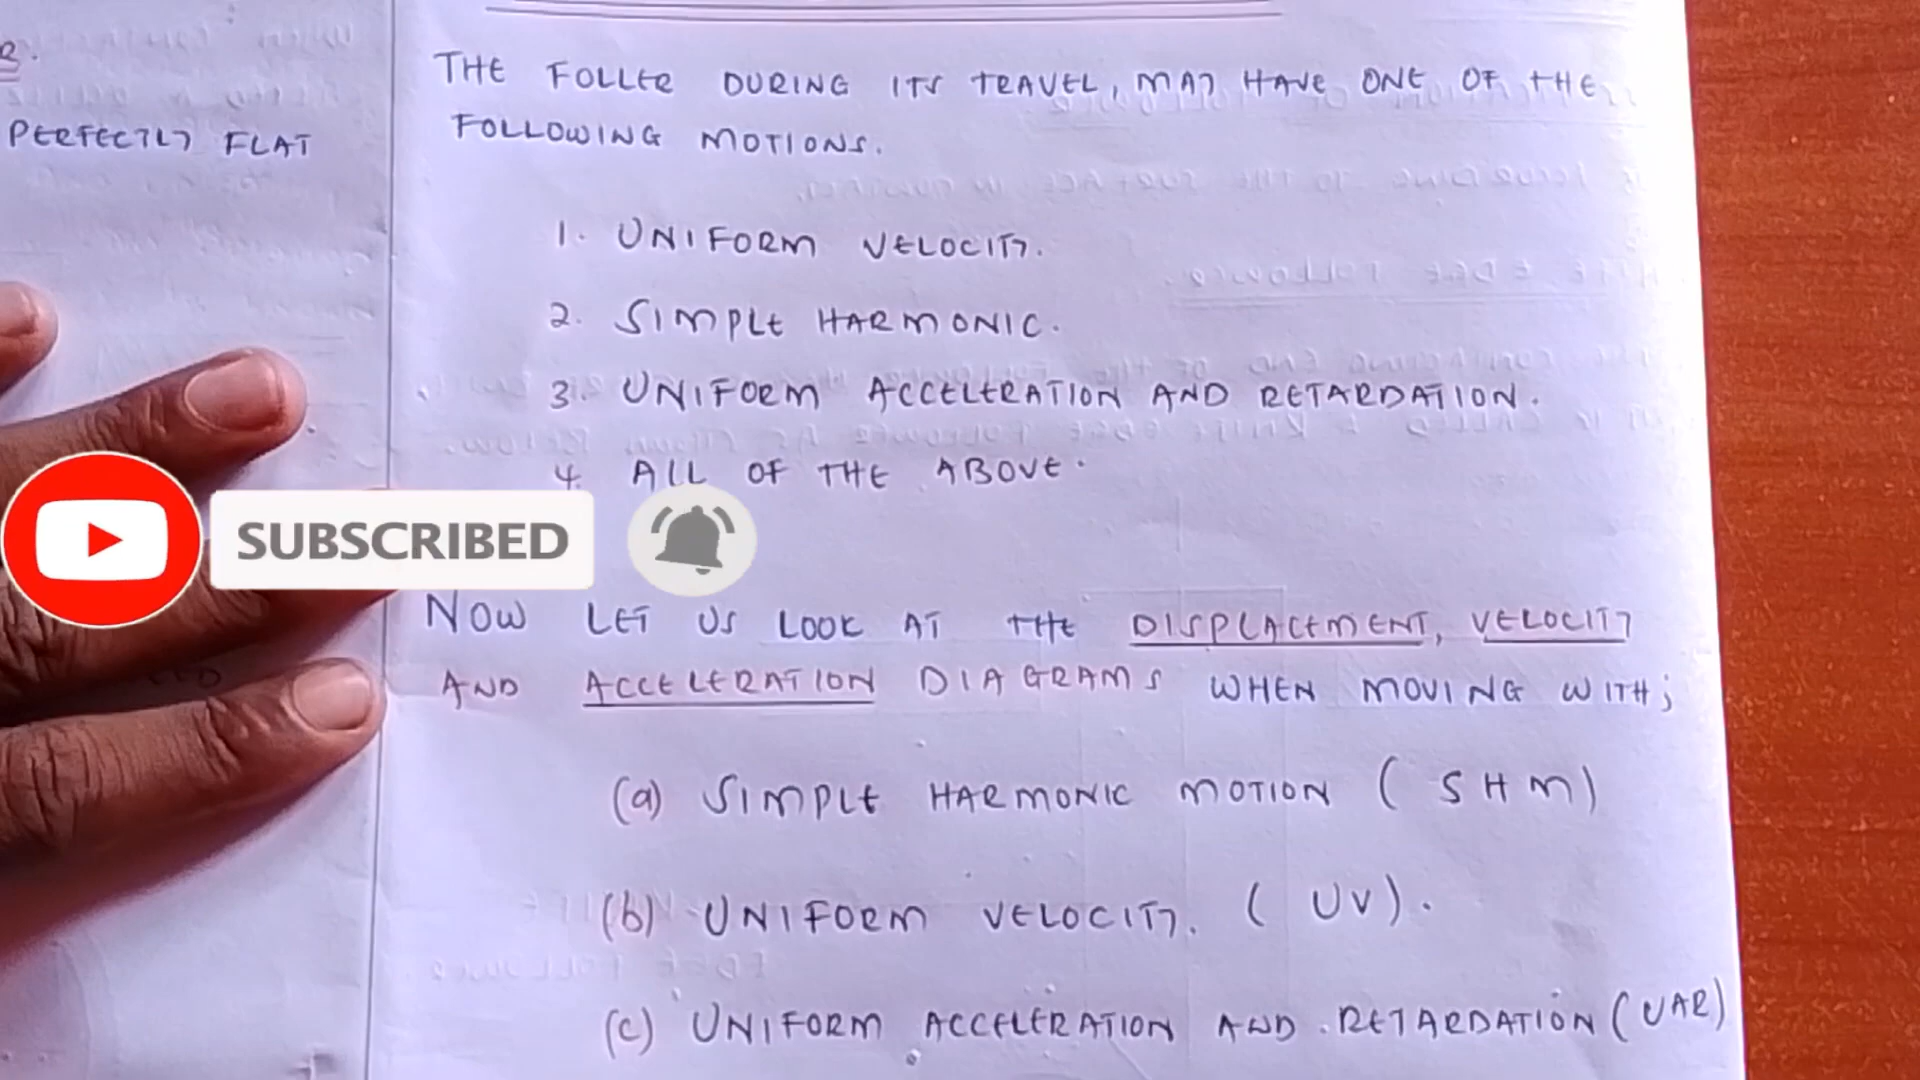 R.
PERFECTLY FLAT
THE FOLLER DURING ITS TRAVEL, MAY HAVE ONE OF THE
FOLLOWING MOTIONS.
1. UNIFORM VELOCITY.
2. SIMPLE HARMONIC.
3. UNIFORM ACCELERATION AND RETARDATION.
4. ALL OF THE ABOVE.
SUBSCRIBED
NOW LET US LOOK AT THE DISPLACEMENT, VELOCITY
AND ACCELERATION DIAGRAMS WHEN MOVING WITH;
(a) SIMPLE HARMONIC MOTION (SHM)
(b) UNIFORM VELOCITY. (UV).
(c) UNIFORM ACCELERATION AND RETARDATION (UAR)